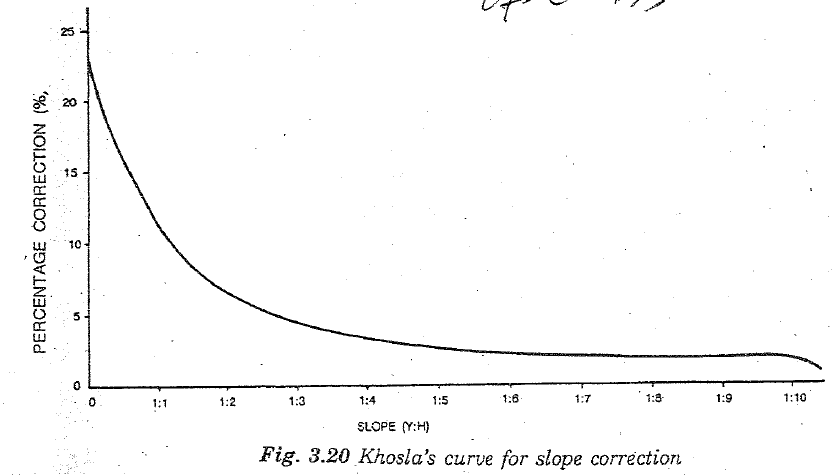 25
20
15
10
5
0
PERCENTAGE CORRECTION (%,
0 1:1 1:2 1:3 1:4 1:5 1:6 1:7 1:8 1:9 1:10
SLOPE (Y:H)
Fig. 3.20 Khosla's curve for slope correction